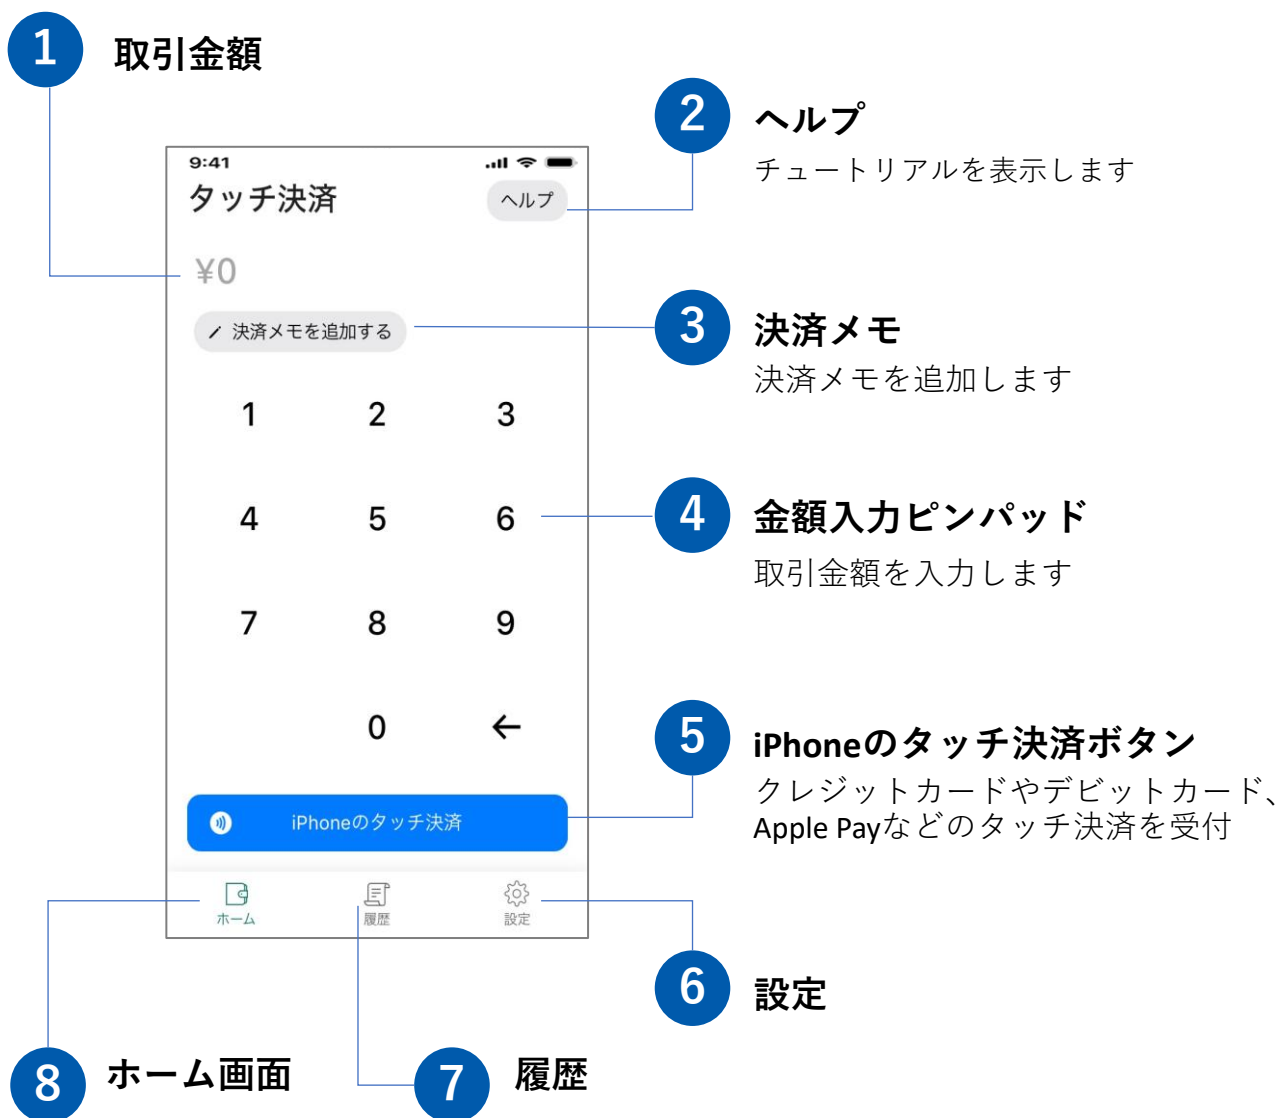 1 取引金額
2 ヘルプ
チュートリアルを表示します
9:41
タッチ決済
ヘルプ
¥0
決済メモを追加する
3 決済メモ
決済メモを追加します
1 2 3
4 5 6
4 金額入力ピンパッド
取引金額を入力します
7 8 9
0 ←
5 iPhoneのタッチ決済ボタン
クレジットカードやデビットカード、
Apple Payなどのタッチ決済を受付
iPhoneのタッチ決済
ホーム 履歴 設定
6 設定
8 ホーム画面
7 履歴